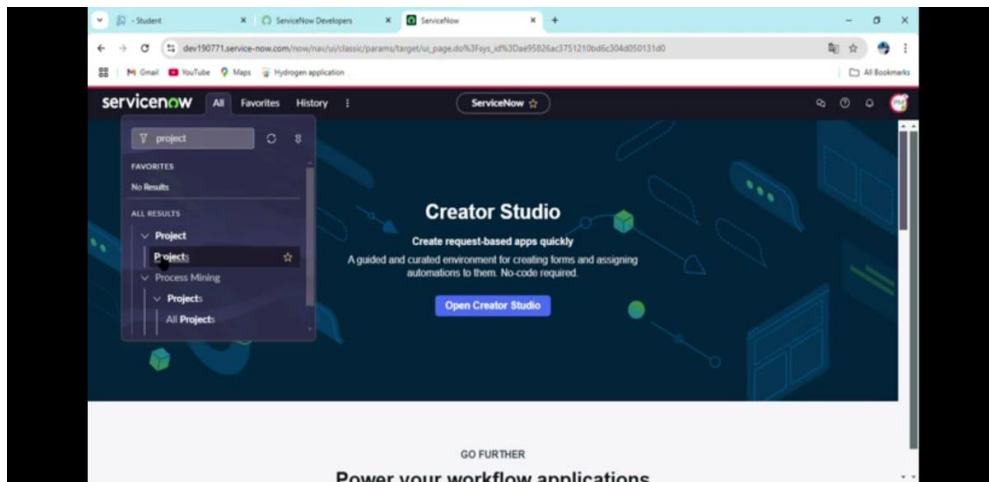 - Student
ServiceNow Developers
ServiceNow
dev190771.service-now.com/now/nav/ui/classic/params/target/ui_page.do%3Fsys_id%3Dae95826ac3751210bd6c304d050131d0
Gmail YouTube Maps Hydrogen application
All Bookmarks
servicenow All Favorites History
ServiceNow
project
FAVORITES
No Results
ALL RESULTS
Project
Projects
Process Mining
Projects
All Projects
Creator Studio
Create request-based apps quickly
A guided and curated environment for creating forms and assigning
automations to them. No-code required.
Open Creator Studio
GO FURTHER
Power your workflow applications